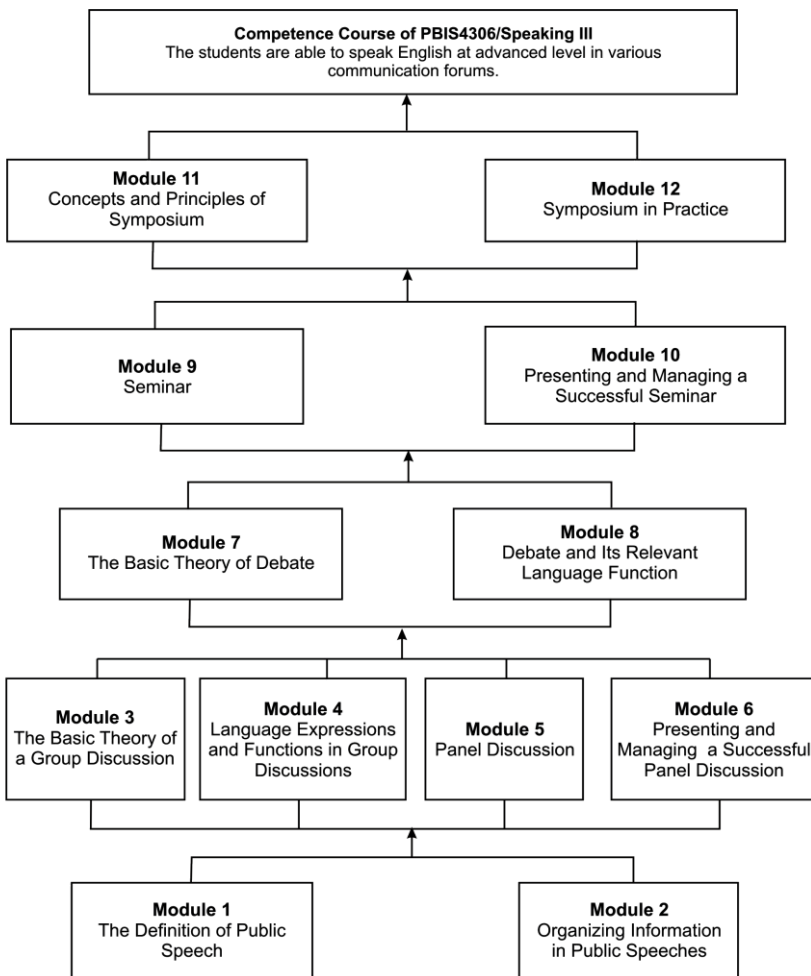 Competence Course of PBIS4306/Speaking III
The students are able to speak English at advanced level in various
communication forums.
Module 11
Concepts and Principles of
Symposium
Module 12
Symposium in Practice
Module 9
Seminar
Module 10
Presenting and Managing a
Successful Seminar
Module 7
The Basic Theory of Debate
Module 8
Debate and Its Relevant
Language Function
Module 3
The Basic Theory of
a Group Discussion
Module 4
Language Expressions
and Functions in Group
Discussions
Module 5
Panel Discussion
Module 6
Presenting and
Managing a Successful
Panel Discussion
Module 1
The Definition of Public
Speech
Module 2
Organizing Information
in Public Speeches